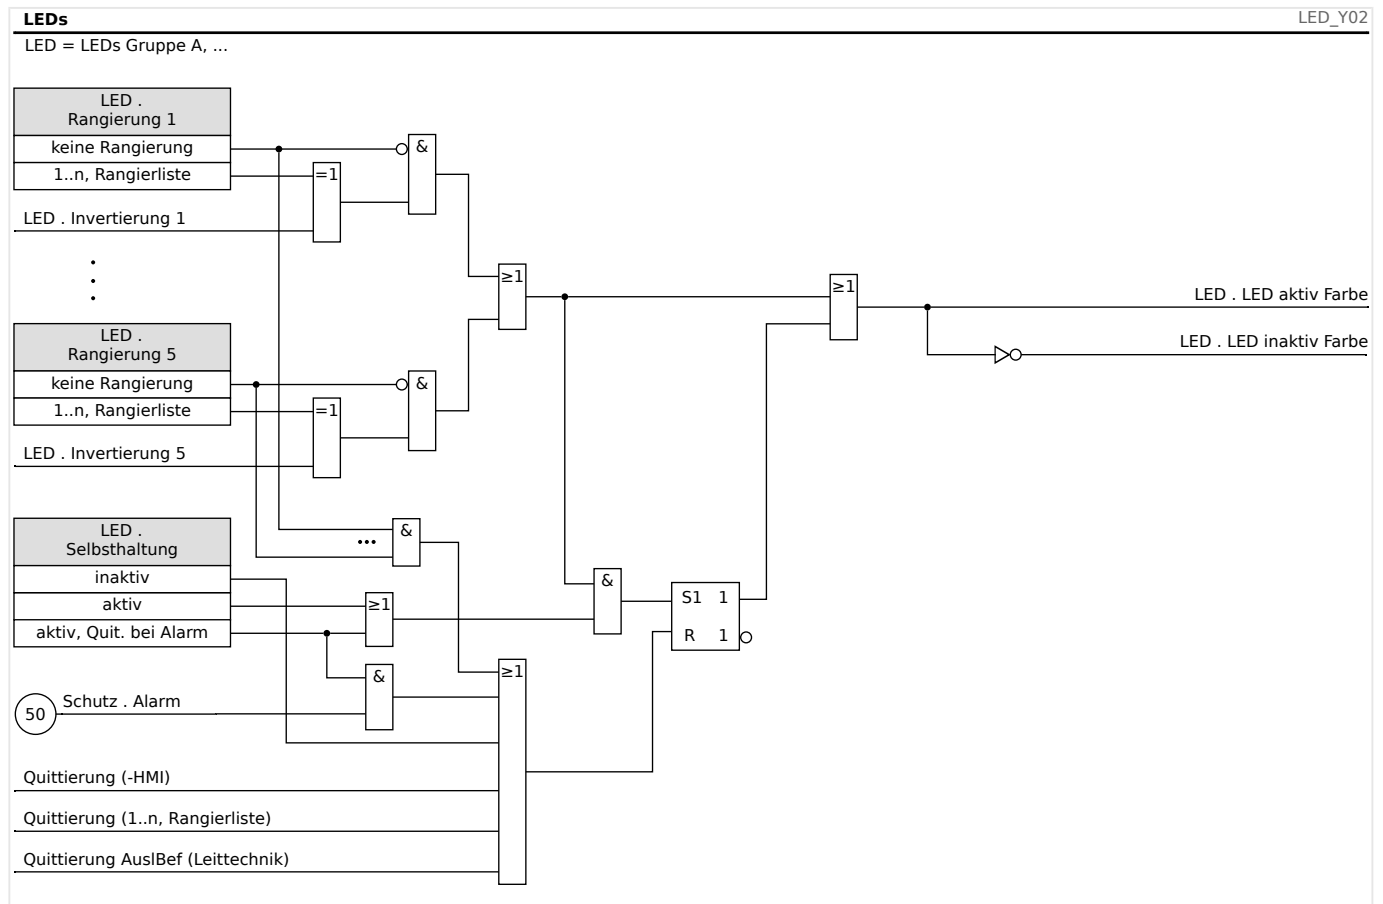 LEDs
LED_Y02
LED = LEDs Gruppe A, ...
LED .
Rangierung 1
keine Rangierung
&
1..n, Rangierliste
=1
LED . Invertierung 1
≥1
≥1
LED . LED aktiv Farbe
LED .
Rangierung 5
LED . LED inaktiv Farbe
keine Rangierung
&
1..n, Rangierliste
=1
LED . Invertierung 5
LED .
Selbsthaltung
&
...
inaktiv
&
aktiv
≥1
S1 1
aktiv, Quit. bei Alarm
R 1
&
≥1
50
Schutz . Alarm
Quittierung (-HMI)
Quittierung (1..n, Rangierliste)
Quittierung AuslBef (Leittechnik)